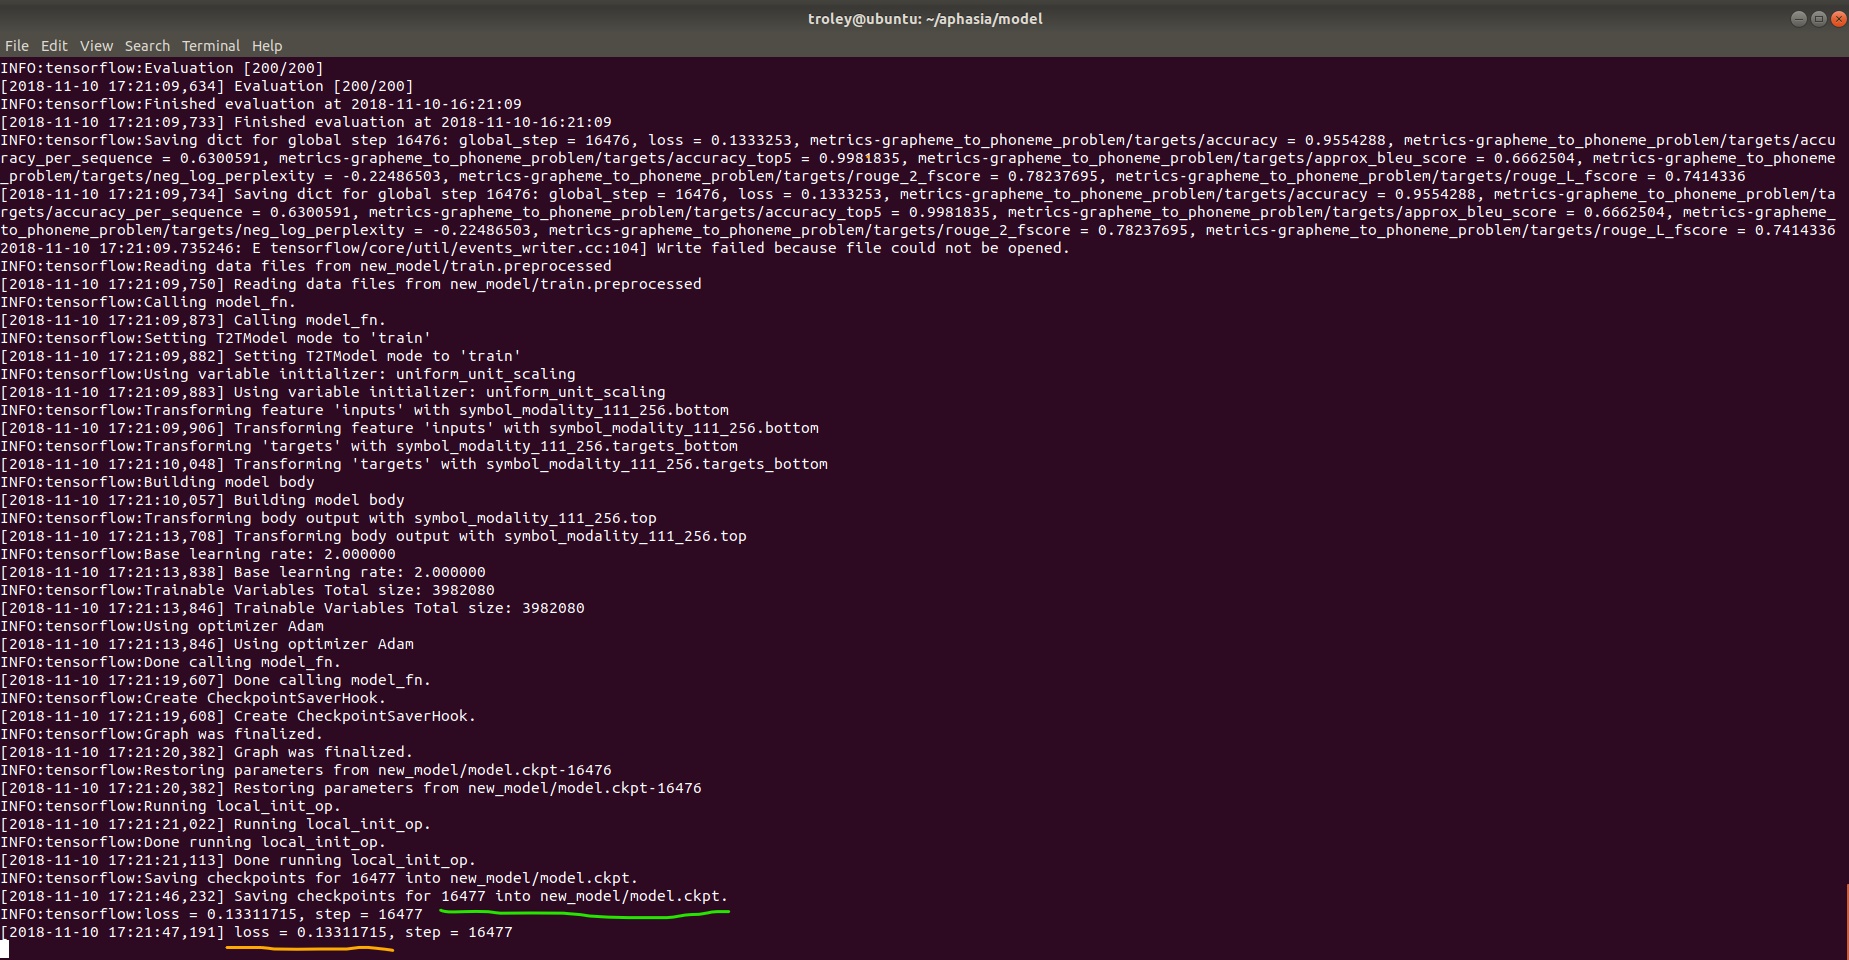 troley@ubuntu: ~/aphasia/model
File Edit View Search Terminal Help
INFO:tensorflow:Evaluation [200/200]
[2018-11-10 17:21:09,634] Evaluation [200/200]
INFO:tensorflow:Finished evaluation at 2018-11-10-16:21:09
[2018-11-10 17:21:09,733] Finished evaluation at 2018-11-10-16:21:09
INFO:tensorflow:Saving dict for global step 16476: global_step = 16476, loss = 0.1333253, metrics-grapheme_to_phoneme_problem/targets/accuracy = 0.9554288, metrics-grapheme_to_phoneme_problem/targets/accu
racy_per_sequence = 0.6300591, metrics-grapheme_to_phoneme_problem/targets/accuracy_top5 = 0.9981835, metrics-grapheme_to_phoneme_problem/targets/approx_bleu_score = 0.6662504, metrics-grapheme_to_phoneme
_problem/targets/neg_log_perplexity = -0.22486503, metrics-grapheme_to_phoneme_problem/targets/rouge_2_fscore = 0.78237695, metrics-grapheme_to_phoneme_problem/targets/rouge_L_fscore = 0.7414336
[2018-11-10 17:21:09,734] Saving dict for global step 16476: global_step = 16476, loss = 0.1333253, metrics-grapheme_to_phoneme_problem/targets/accuracy = 0.9554288, metrics-grapheme_to_phoneme_problem/ta
rgets/accuracy_per_sequence = 0.6300591, metrics-grapheme_to_phoneme_problem/targets/accuracy_top5 = 0.9981835, metrics-grapheme_to_phoneme_problem/targets/approx_bleu_score = 0.6662504, metrics-grapheme_
to_phoneme_problem/targets/neg_log_perplexity = -0.22486503, metrics-grapheme_to_phoneme_problem/targets/rouge_2_fscore = 0.78237695, metrics-grapheme_to_phoneme_problem/targets/rouge_L_fscore = 0.7414336
2018-11-10 17:21:09.735246: E tensorflow/core/util/events_writer.cc:104] Write failed because file could not be opened.
INFO:tensorflow:Reading data files from new_model/train.preprocessed
[2018-11-10 17:21:09,750] Reading data files from new_model/train.preprocessed
INFO:tensorflow:Calling model_fn.
[2018-11-10 17:21:09,873] Calling model_fn.
INFO:tensorflow:Setting T2TModel mode to 'train'
[2018-11-10 17:21:09,882] Setting T2TModel mode to 'train'
INFO:tensorflow:Using variable initializer: uniform_unit_scaling
[2018-11-10 17:21:09,883] Using variable initializer: uniform_unit_scaling
INFO:tensorflow:Transforming feature 'inputs' with symbol_modality_111_256.bottom
[2018-11-10 17:21:09,906] Transforming feature 'inputs' with symbol_modality_111_256.bottom
INFO:tensorflow:Transforming 'targets' with symbol_modality_111_256.targets_bottom
[2018-11-10 17:21:10,048] Transforming 'targets' with symbol_modality_111_256.targets_bottom
INFO:tensorflow:Building model body
[2018-11-10 17:21:10,057] Building model body
INFO:tensorflow:Transforming body output with symbol_modality_111_256.top
[2018-11-10 17:21:13,708] Transforming body output with symbol_modality_111_256.top
INFO:tensorflow:Base learning rate: 2.000000
[2018-11-10 17:21:13,838] Base learning rate: 2.000000
INFO:tensorflow:Trainable Variables Total size: 3982080
[2018-11-10 17:21:13,846] Trainable Variables Total size: 3982080
INFO:tensorflow:Using optimizer Adam
[2018-11-10 17:21:13,846] Using optimizer Adam
INFO:tensorflow:Done calling model_fn.
[2018-11-10 17:21:19,607] Done calling model_fn.
INFO:tensorflow:Create CheckpointSaverHook.
[2018-11-10 17:21:19,608] Create CheckpointSaverHook.
INFO:tensorflow:Graph was finalized.
[2018-11-10 17:21:20,382] Graph was finalized.
INFO:tensorflow:Restoring parameters from new_model/model.ckpt-16476
[2018-11-10 17:21:20,382] Restoring parameters from new_model/model.ckpt-16476
INFO:tensorflow:Running local_init_op.
[2018-11-10 17:21:21,022] Running local_init_op.
INFO:tensorflow:Done running local_init_op.
[2018-11-10 17:21:21,113] Done running local_init_op.
INFO:tensorflow:Saving checkpoints for 16477 into new_model/model.ckpt.
[2018-11-10 17:21:46,232] Saving checkpoints for 16477 into new_model/model.ckpt.
INFO:tensorflow:loss = 0.13311715, step = 16477
[2018-11-10 17:21:47,191] loss = 0.13311715, step = 16477